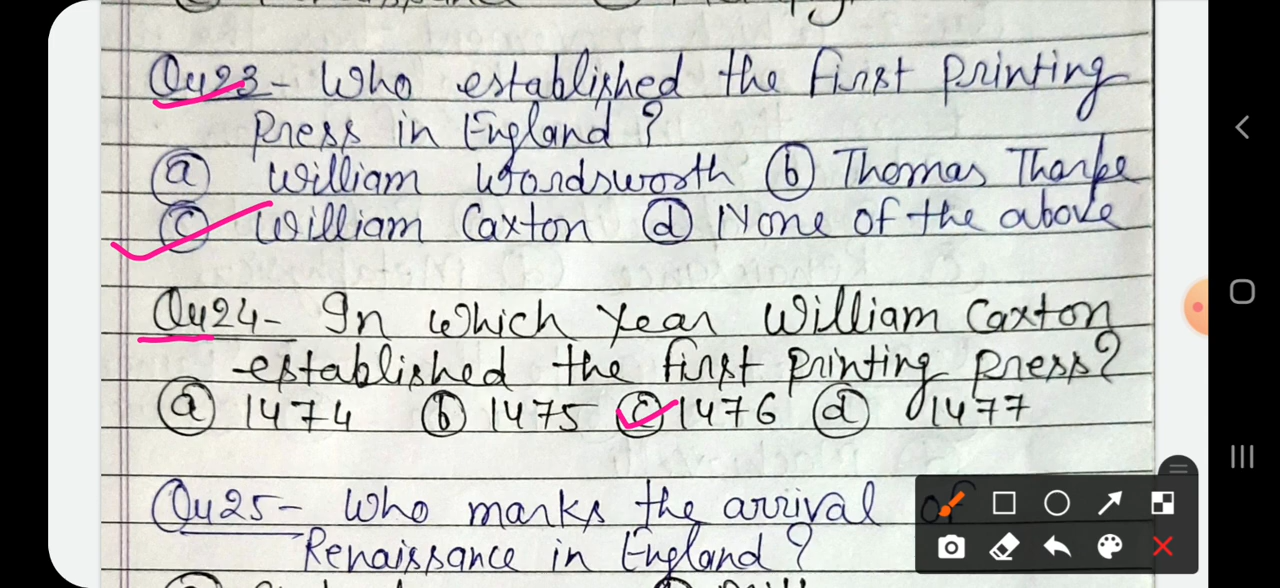 Qu23- Who established the first printing
Press in England?
(a) William Wordsworth (b) Thomas Tharpe
(c) William Caxton (d) None of the above
Qu24- In which year William Caxton
established the first printing press?
(a) 1474 (b) 1475 (c) 1476 (d) 1477
Qu25- Who marks the arrival of
Renaissance in England?